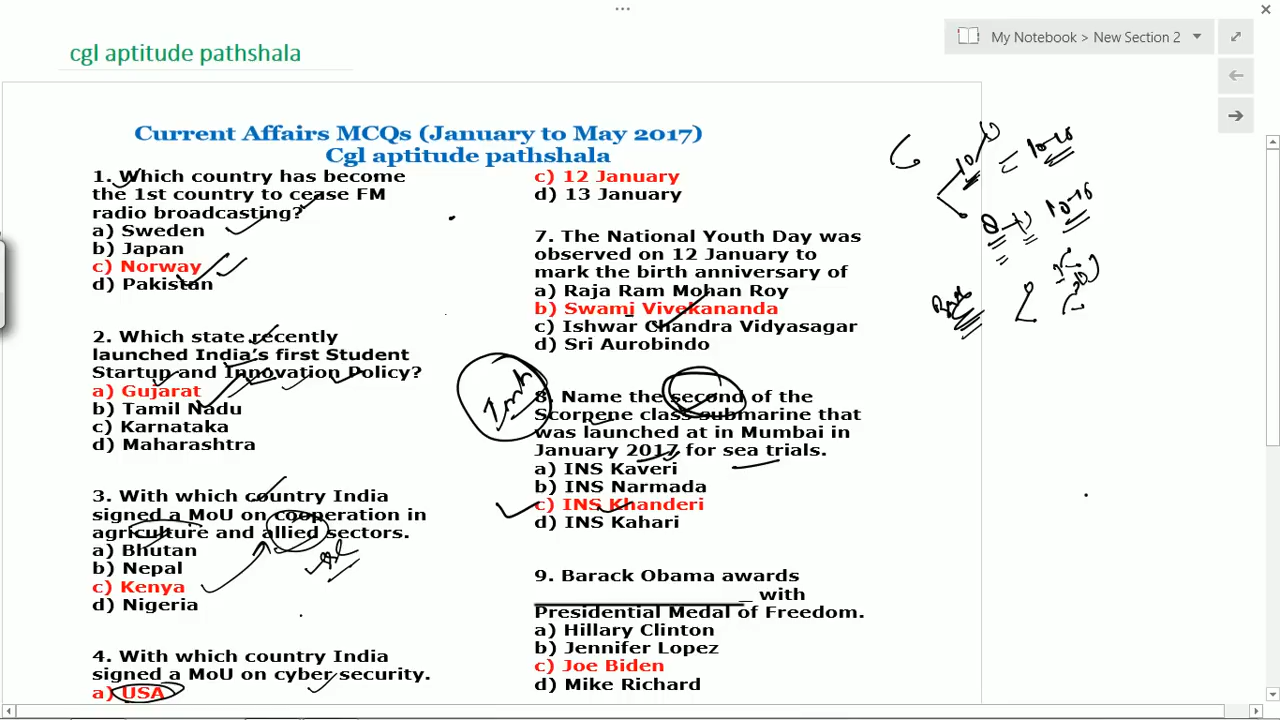 cgl aptitude pathshala
My Notebook > New Section 2
Current Affairs MCQs (January to May 2017)
Cgl aptitude pathshala
1. Which country has become
the 1st country to cease FM
radio broadcasting?
a) Sweden
b) Japan
c) Norway
d) Pakistan
2. Which state recently
launched India's first Student
Startup and Innovation Policy?
a) Gujarat
b) Tamil Nadu
c) Karnataka
d) Maharashtra
3. With which country India
signed a MoU on cooperation in
agriculture and allied sectors.
a) Bhutan
b) Nepal
c) Kenya
d) Nigeria
4. With which country India
signed a MoU on cyber security.
a) USA
c) 12 January
d) 13 January
7. The National Youth Day was
observed on 12 January to
mark the birth anniversary of
a) Raja Ram Mohan Roy
b) Swami Vivekananda
c) Ishwar Chandra Vidyasagar
d) Sri Aurobindo
8. Name the second of the
Scorpene class submarine that
was launched at in Mumbai in
January 2017 for sea trials.
a) INS Kaveri
b) INS Narmada
c) INS Khanderi
d) INS Kahari
9. Barack Obama awards
____________________ with
Presidential Medal of Freedom.
a) Hillary Clinton
b) Jennifer Lopez
c) Joe Biden
d) Mike Richard